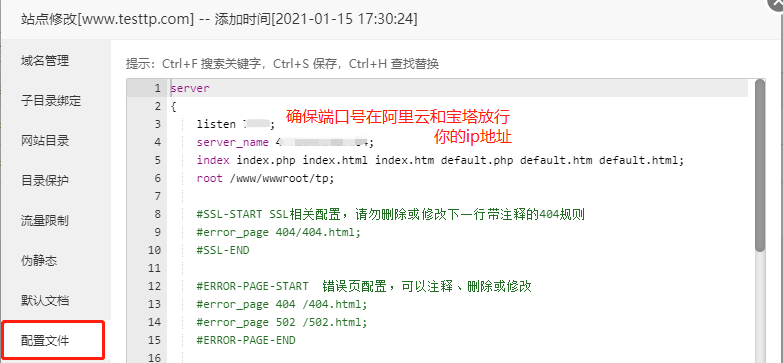 站点修改[www.testtp.com] -- 添加时间[2021-01-15 17:30:24]
域名管理
子目录绑定
网站目录
目录保护
流量限制
伪静态
默认文档
配置文件
提示：Ctrl+F 搜索关键字，Ctrl+S 保存，Ctrl+H 查找替换
1 server
2 {
3 listen ;
确保端口号在阿里云和宝塔放行
4 server_name ;
你的ip地址
5 index index.php index.html index.htm default.php default.htm default.html;
6 root /www/wwwroot/tp;
7
8 #SSL-START SSL相关配置，请勿删除或修改下一行带注释的404规则
9 #error_page 404/404.html;
10 #SSL-END
11
12 #ERROR-PAGE-START 错误页配置，可以注释、删除或修改
13 #error_page 404 /404.html;
14 #error_page 502 /502.html;
15 #ERROR-PAGE-END